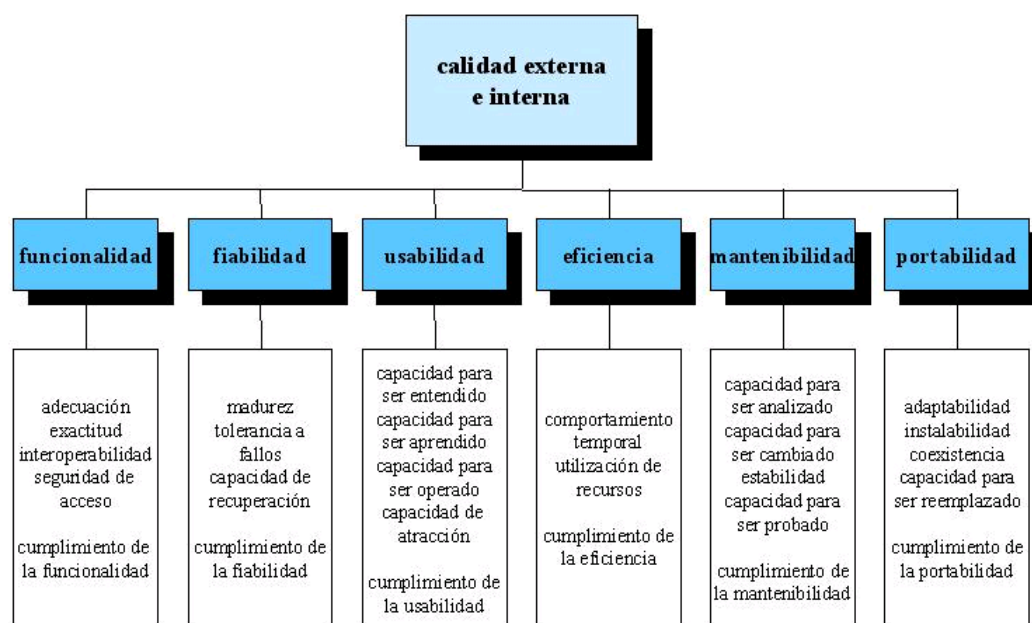 calidad externa
e interna
funcionalidad
fiabilidad
usabilidad
eficiencia
mantenibilidad
portabilidad
adecuación
exactitud
interoperabilidad
seguridad de
acceso
cumplimiento de
la funcionalidad
madurez
tolerancia a
fallos
capacidad de
recuperación
cumplimiento de
la fiabilidad
capacidad para
ser entendido
capacidad para
ser aprendido
capacidad para
ser operado
capacidad de
atracción
cumplimiento de
la usabilidad
comportamiento
temporal
utilización de
recursos
cumplimiento de
la eficiencia
capacidad para
ser analizado
capacidad para
ser cambiado
estabilidad
capacidad para
ser probado
cumplimiento de
la mantenibilidad
adaptabilidad
instalabilidad
coexistencia
capacidad para
ser reemplazado
cumplimiento de
la portabilidad